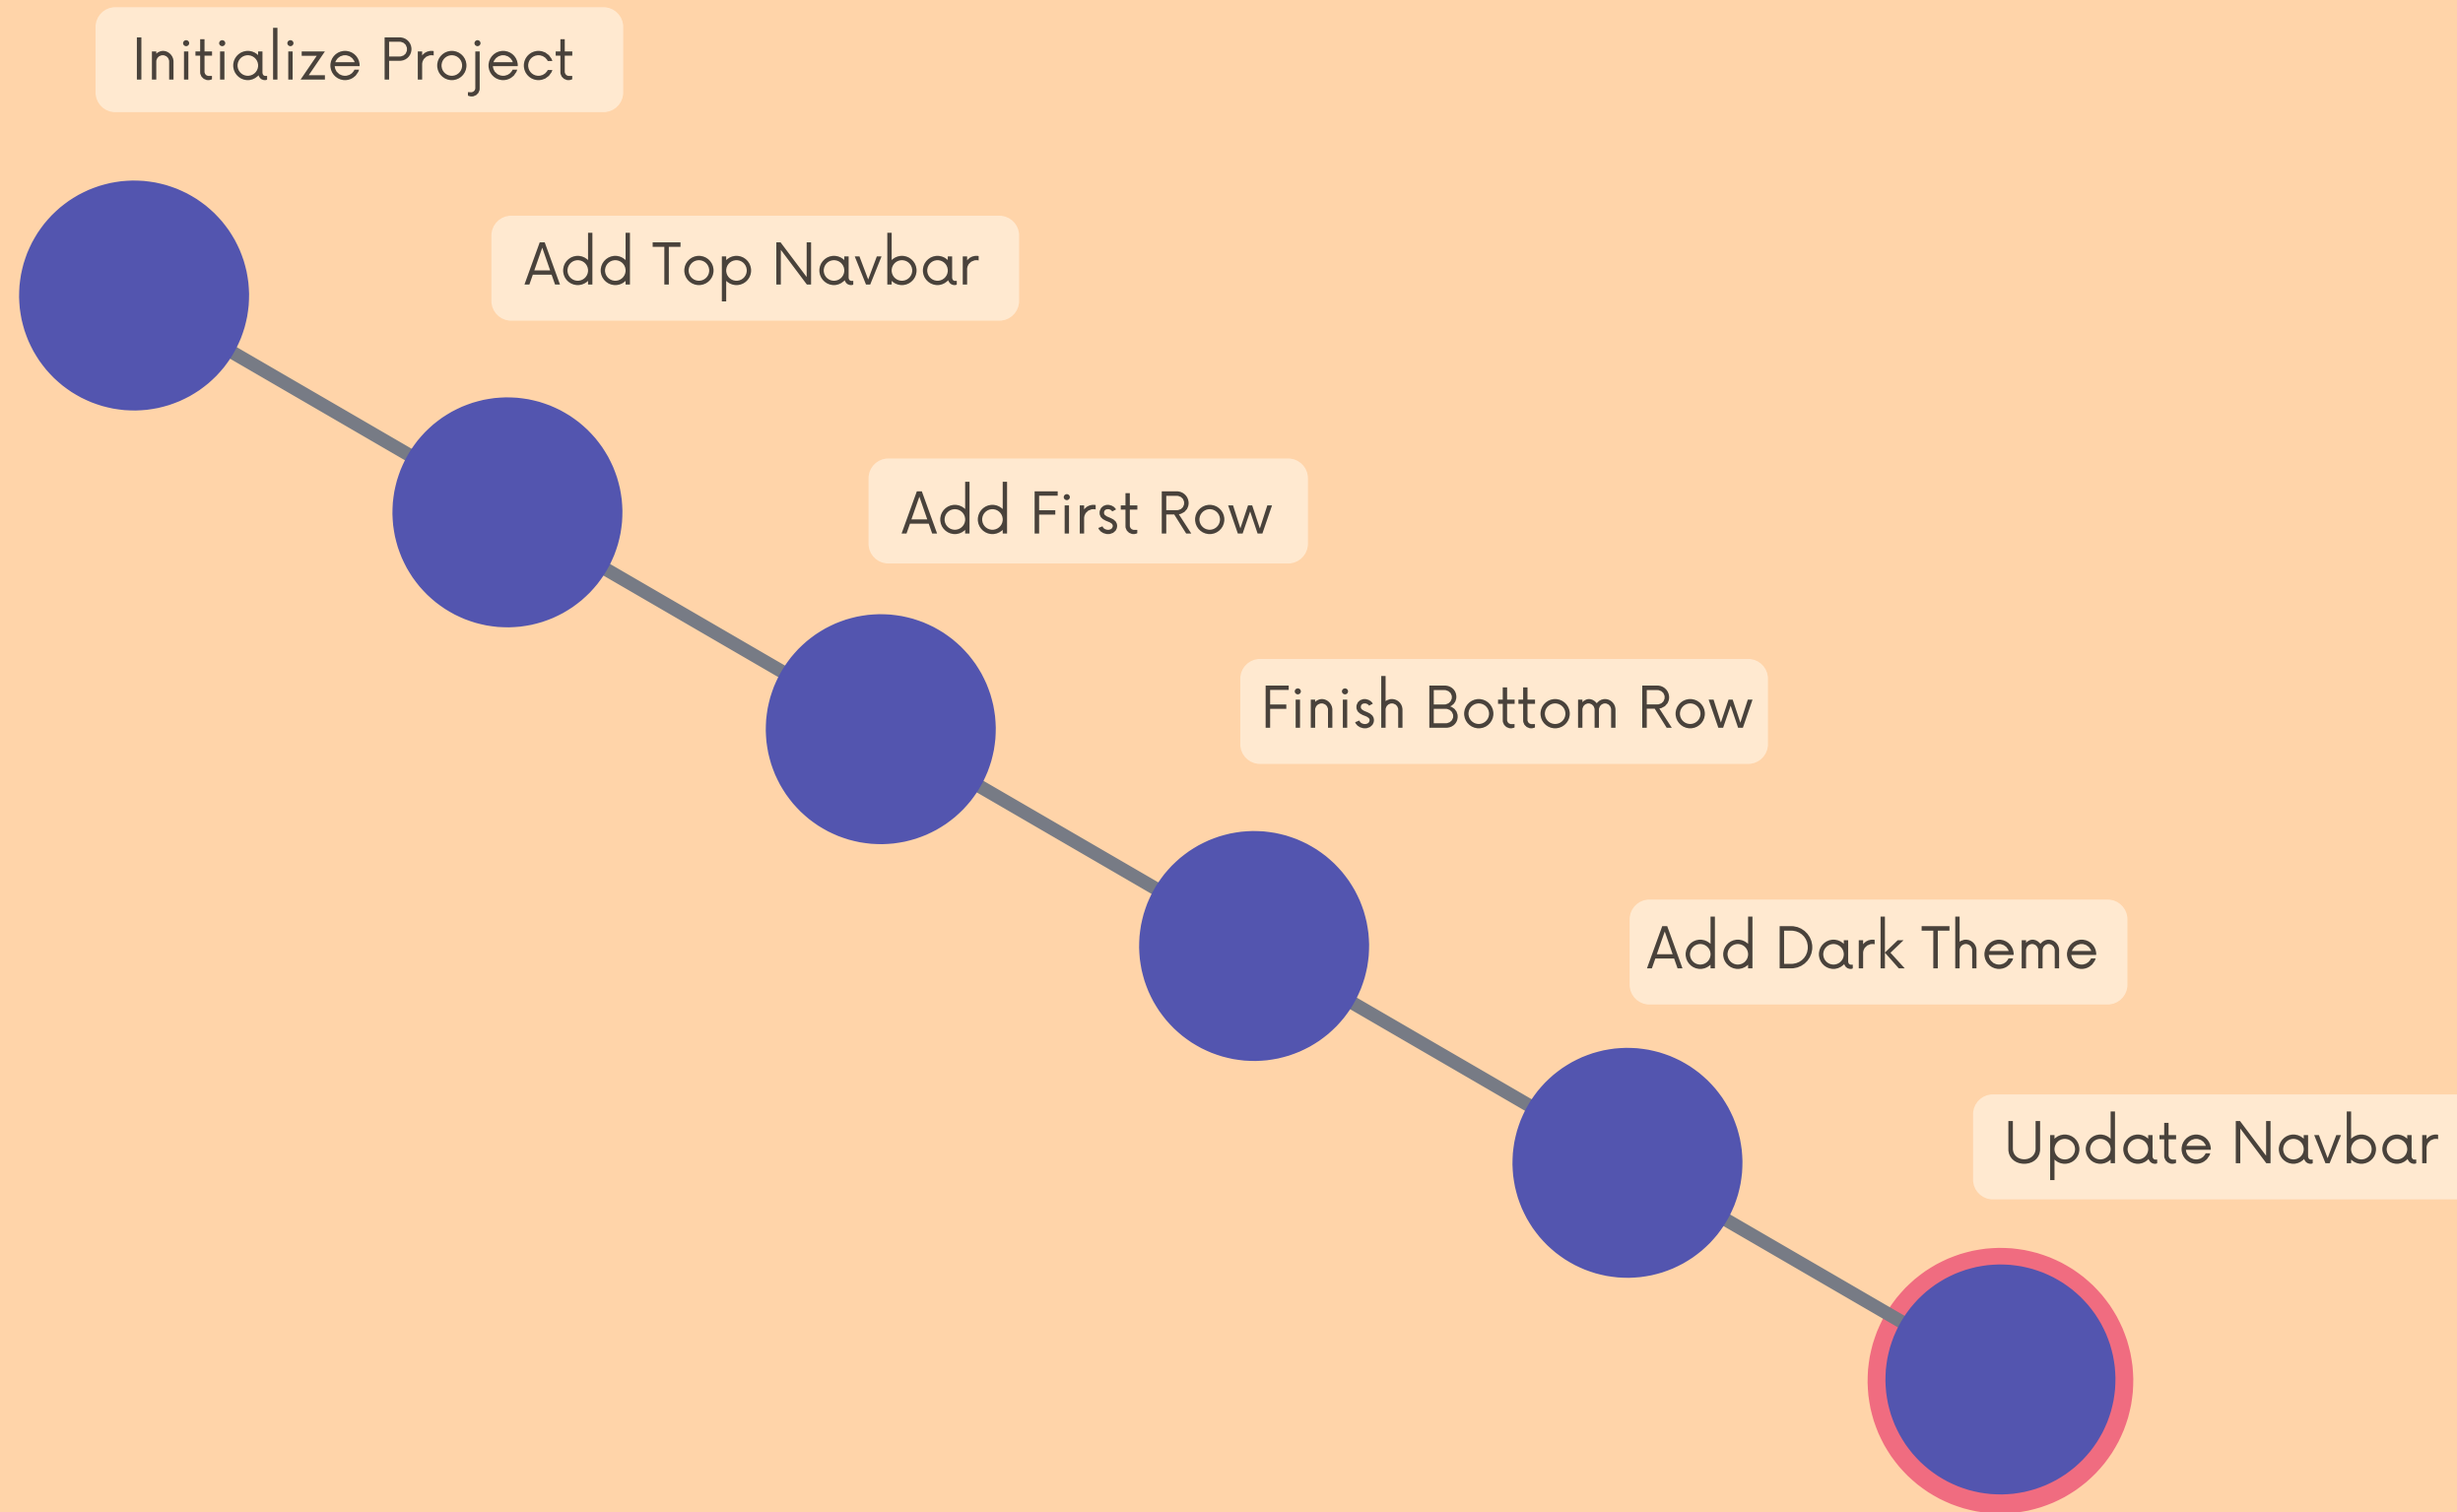 Initialize Project
Add Top Navbar
Add First Row
Finish Bottom Row
Add Dark Theme
Update Navbar